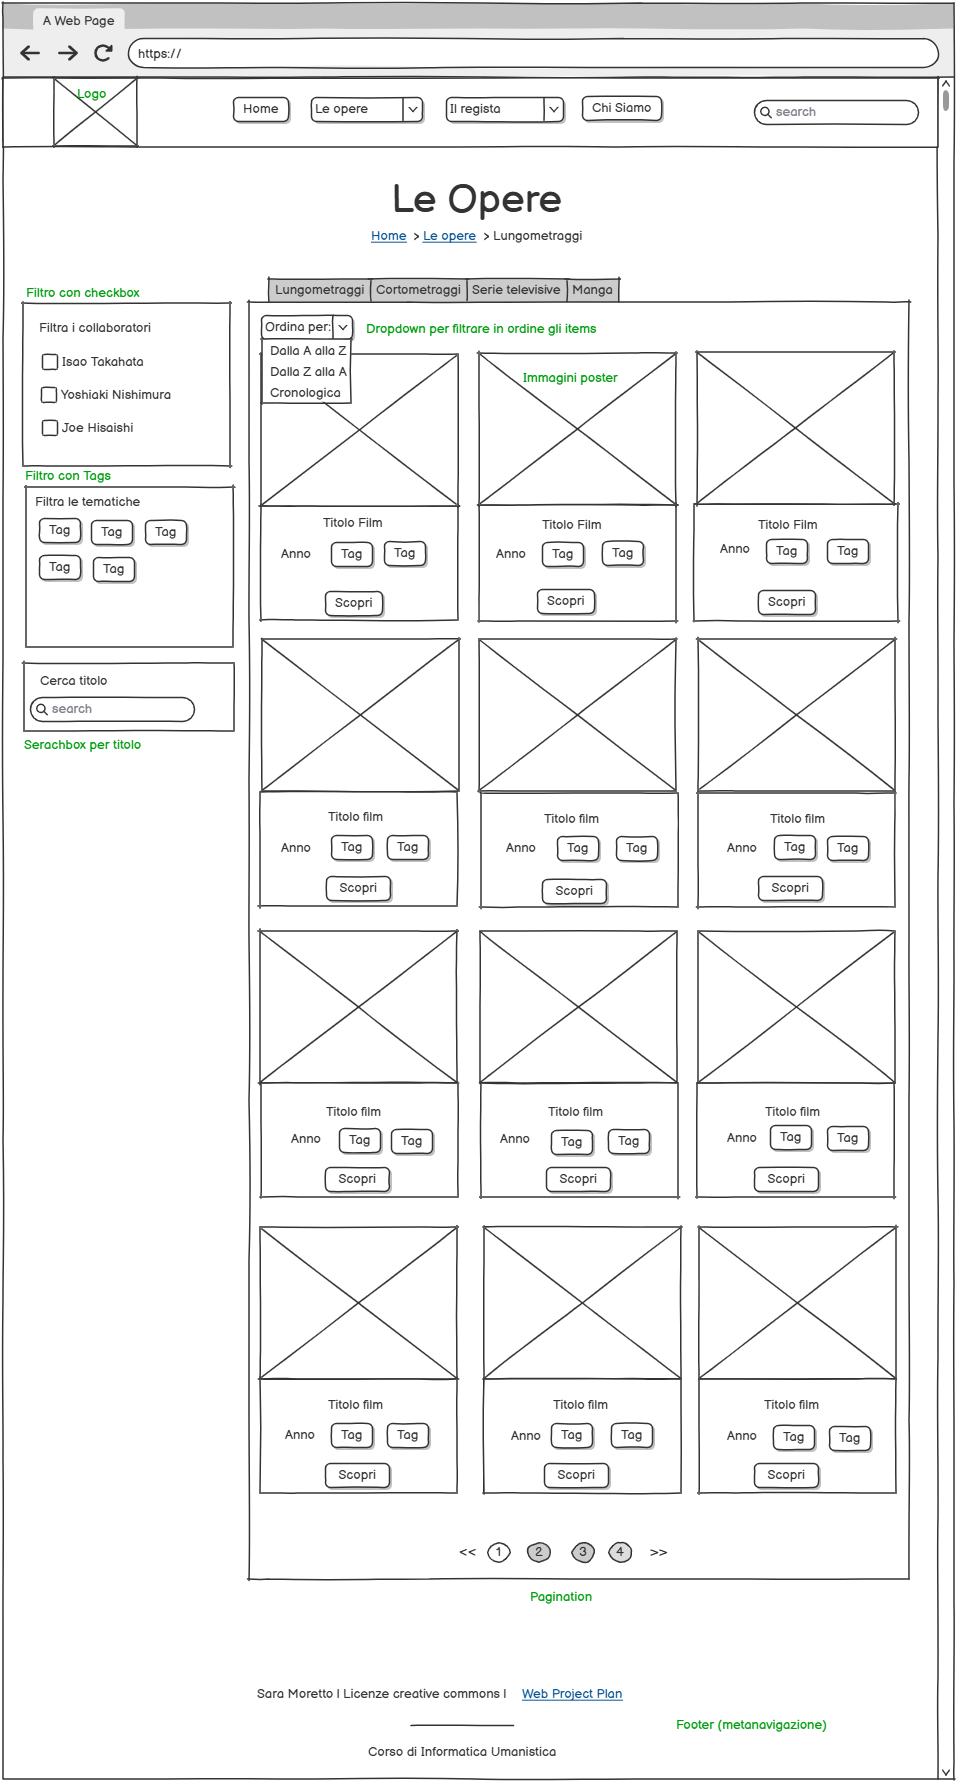 A Web Page
https://
Logo
Home
Le opere
Il regista
Chi Siamo
search
Le Opere
Home > Le opere > Lungometraggi
Filtro con checkbox
Filtra i collaboratori
Isao Takahata
Yoshiaki Nishimura
Joe Hisaishi
Filtro con Tags
Filtra le tematiche
Tag Tag Tag
Tag Tag
Cerca titolo
search
Serachbox per titolo
Lungometraggi Cortometraggi Serie televisive Manga
Ordina per:
Dropdown per filtrare in ordine gli items
Dalla A alla Z
Dalla Z alla A
Cronologica
Immagini poster
Titolo Film
Anno Tag Tag
Scopri
Titolo Film
Anno Tag Tag
Scopri
Titolo Film
Anno Tag Tag
Scopri
Titolo film
Anno Tag Tag
Scopri
Titolo film
Anno Tag Tag
Scopri
Titolo film
Anno Tag Tag
Scopri
Titolo film
Anno Tag Tag
Scopri
Titolo film
Anno Tag Tag
Scopri
Titolo film
Anno Tag Tag
Scopri
Titolo film
Anno Tag Tag
Scopri
Titolo film
Anno Tag Tag
Scopri
Titolo film
Anno Tag Tag
Scopri
<< 1 2 3 4 >>
Pagination
Sara Moretto | Licenze creative commons | Web Project Plan
Footer (metanavigazione)
Corso di Informatica Umanistica